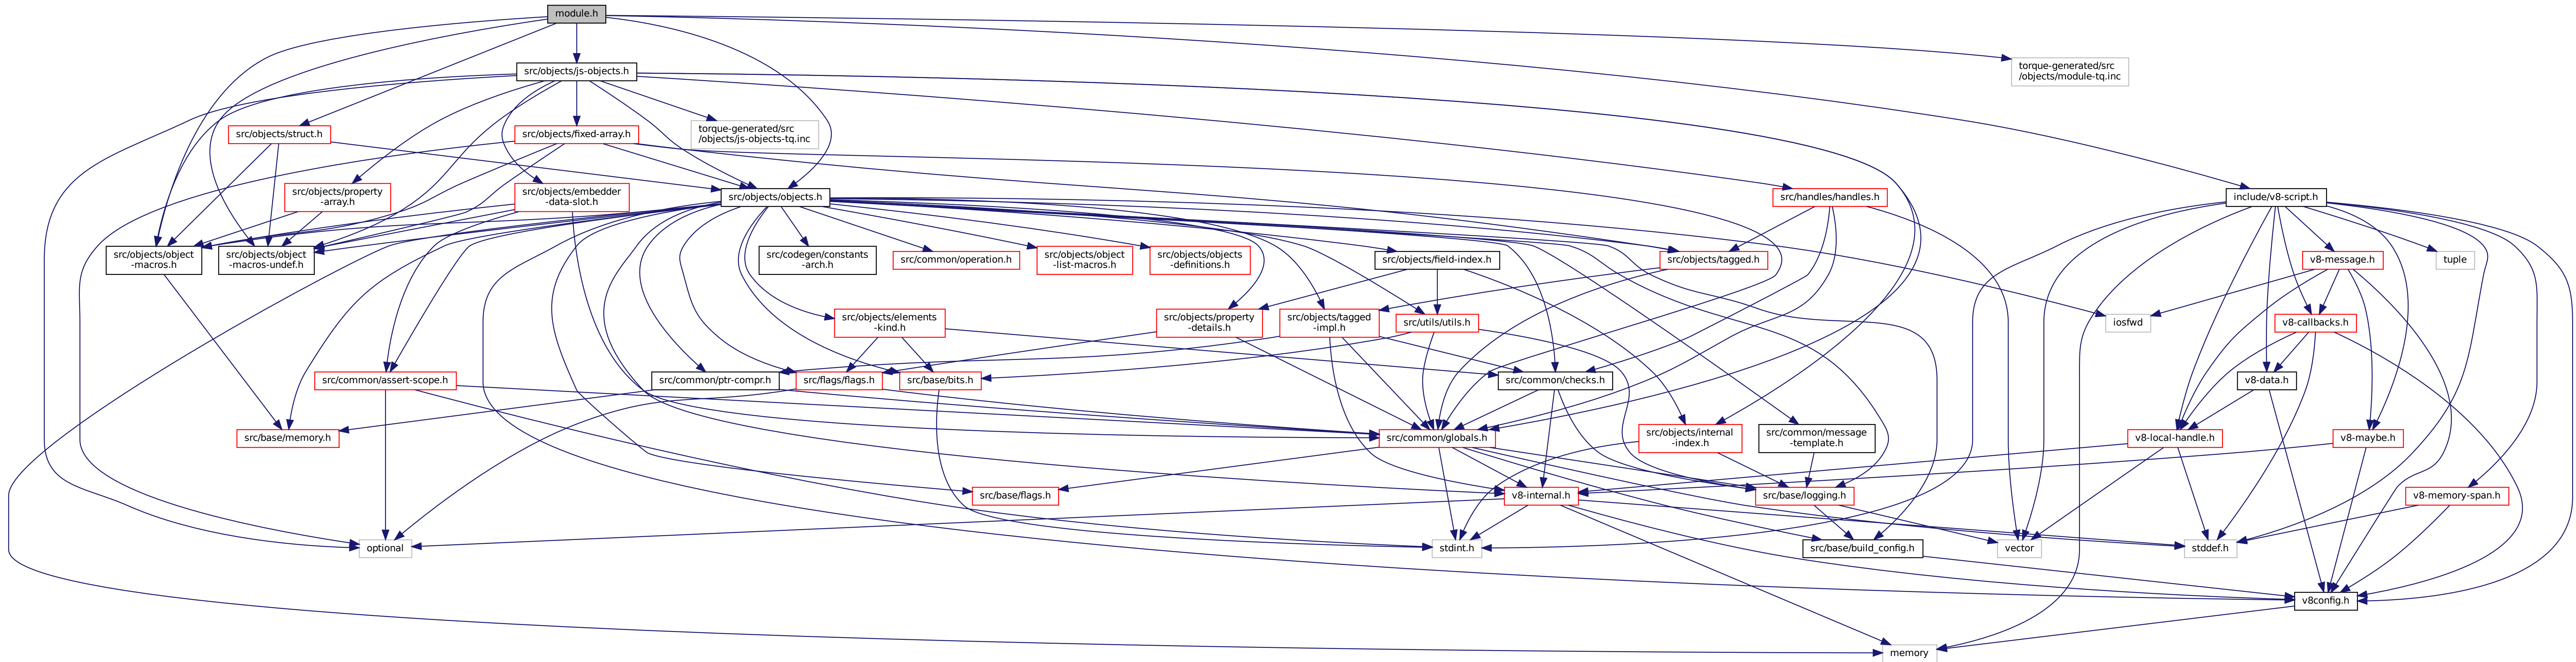 module.h
src/objects/js-objects.h
torque-generated/src
/objects/module-tq.inc
src/objects/struct.h
src/objects/fixed-array.h
torque-generated/src
/objects/js-objects-tq.inc
src/objects/property
-array.h
src/objects/embedder
-data-slot.h
src/objects/objects.h
src/handles/handles.h
include/v8-script.h
src/objects/object
-macros.h
src/objects/object
-macros-undef.h
src/codegen/constants
-arch.h
src/common/operation.h
src/objects/object
-list-macros.h
src/objects/objects
-definitions.h
src/objects/field-index.h
src/objects/tagged.h
v8-message.h
tuple
src/objects/elements
-kind.h
src/objects/property
-details.h
src/objects/tagged
-impl.h
src/utils/utils.h
iosfwd
v8-callbacks.h
src/common/assert-scope.h
src/common/ptr-compr.h
src/flags/flags.h
src/base/bits.h
src/common/checks.h
v8-data.h
src/base/memory.h
src/common/globals.h
src/objects/internal
-index.h
src/common/message
-template.h
v8-local-handle.h
v8-maybe.h
src/base/flags.h
v8-internal.h
src/base/logging.h
v8-memory-span.h
optional
stdint.h
src/base/build_config.h
vector
stddef.h
v8config.h
memory